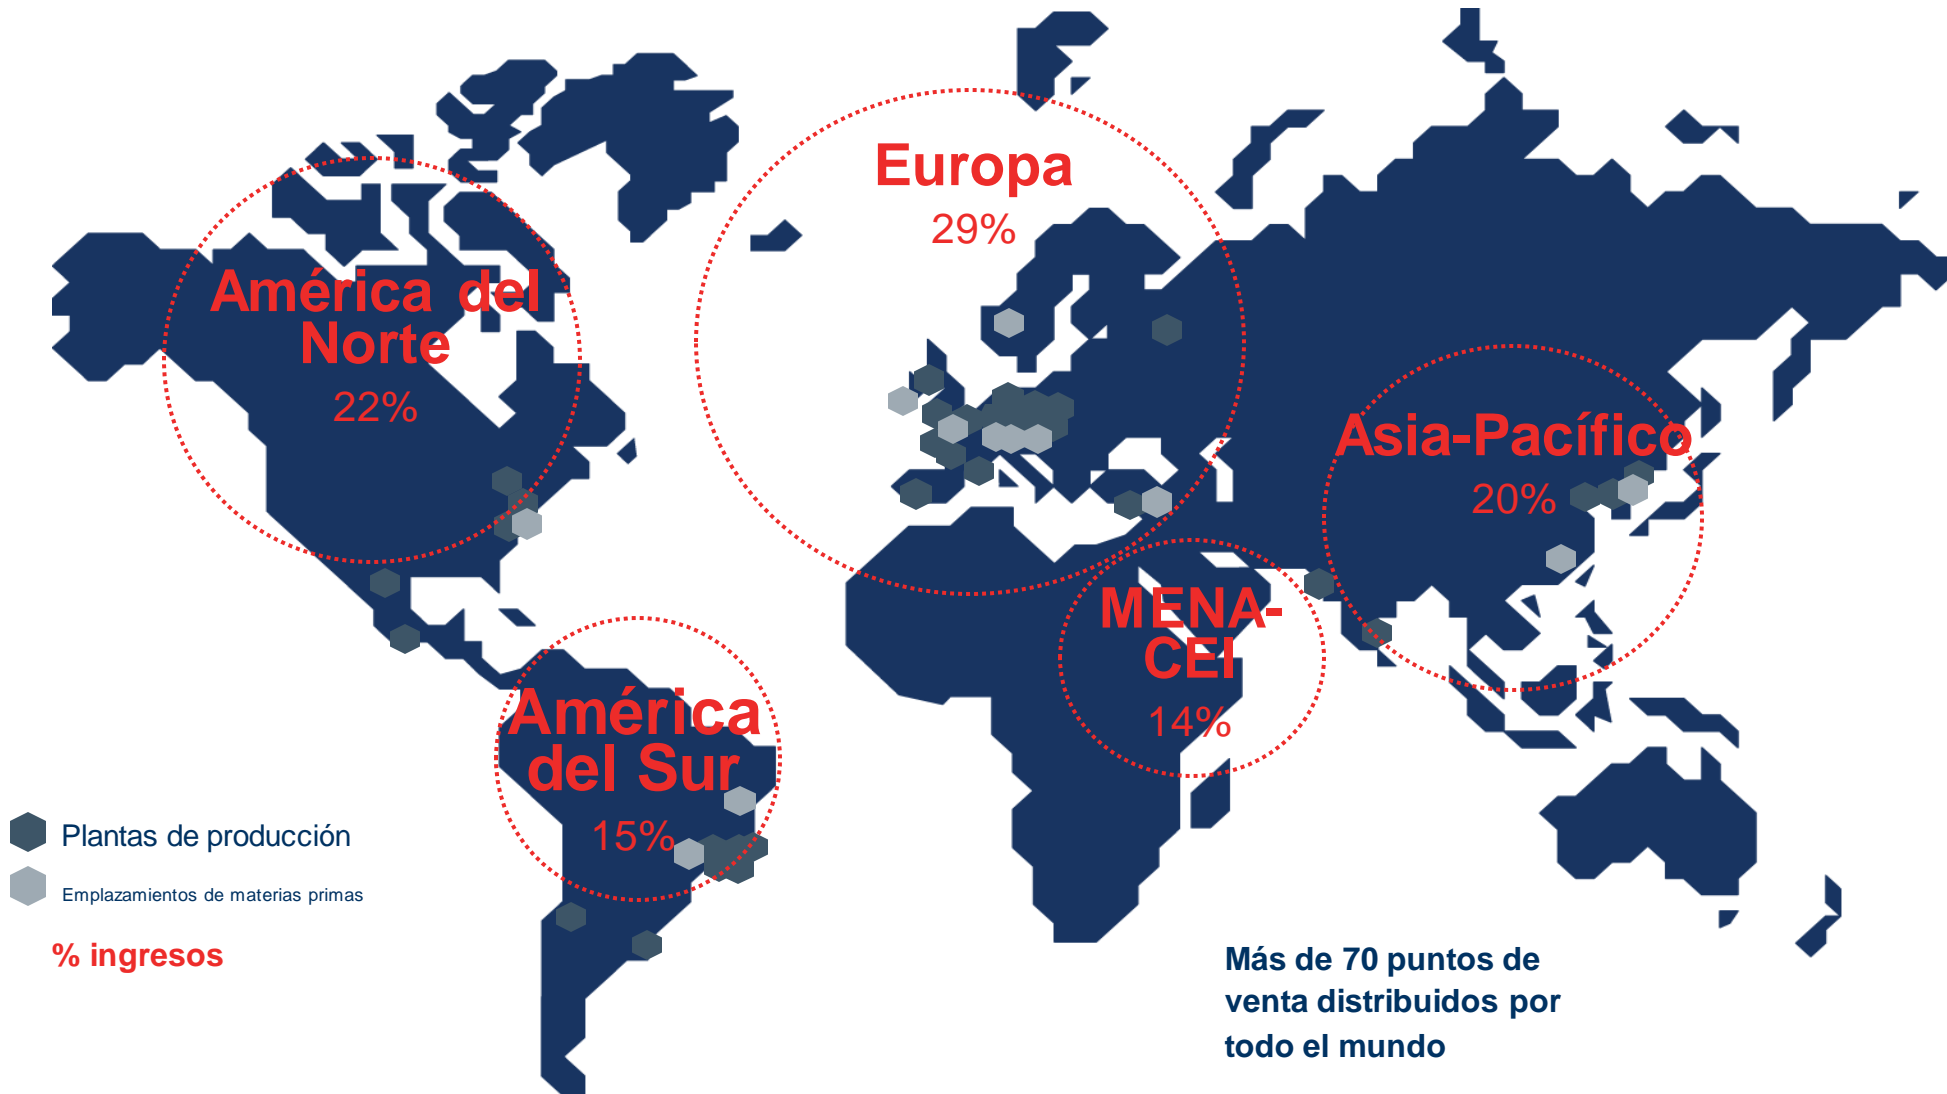 Europa
29%
América del
Norte
22%
Asia-Pacífico
20%
MENA-
CEI
14%
América
del Sur
15%
Plantas de producción
Emplazamientos de materias primas
% ingresos
Más de 70 puntos de
venta distribuidos por
todo el mundo